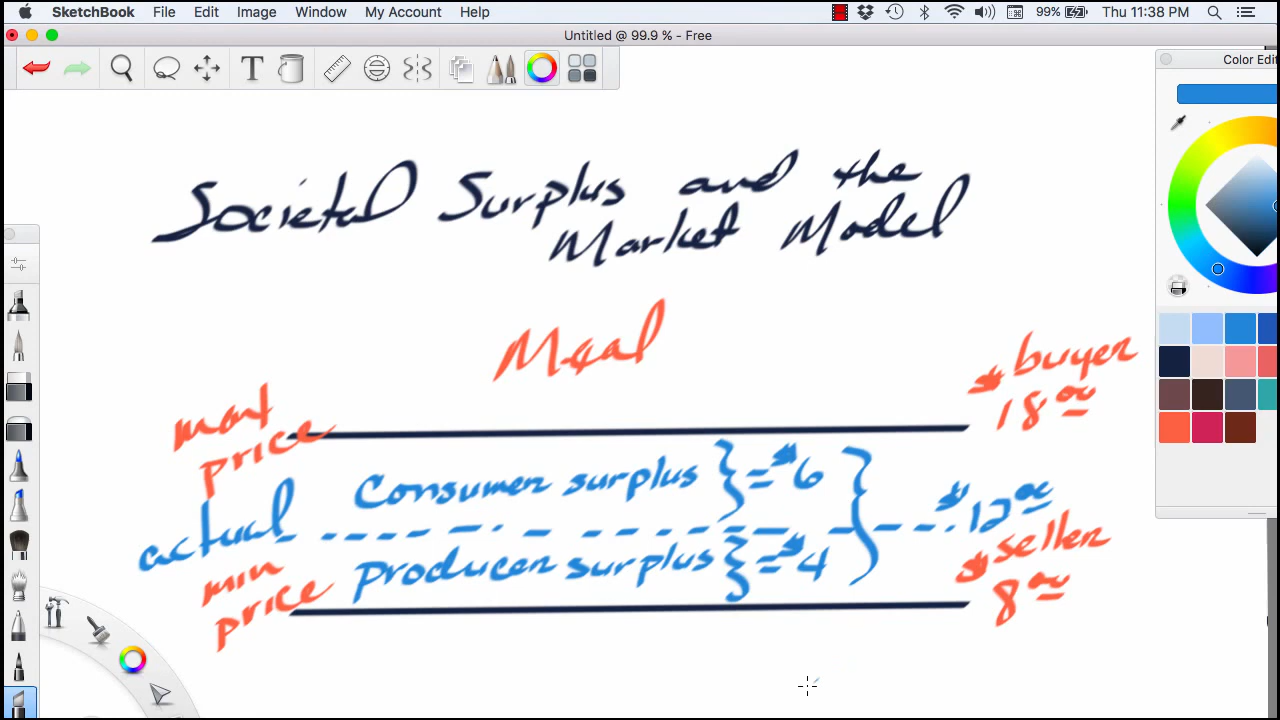 SketchBook File Edit Image Window My Account Help 99% Thu 11:38 PM
Untitled @ 99.9 % - Free
Color Edi
Societal Surplus and the
Market Model
Meal
max
price
$ buyer
18.00
Consumer surplus } = $6
actual
$12.00
Producer surplus } = $4
min
price
$ seller
8.00